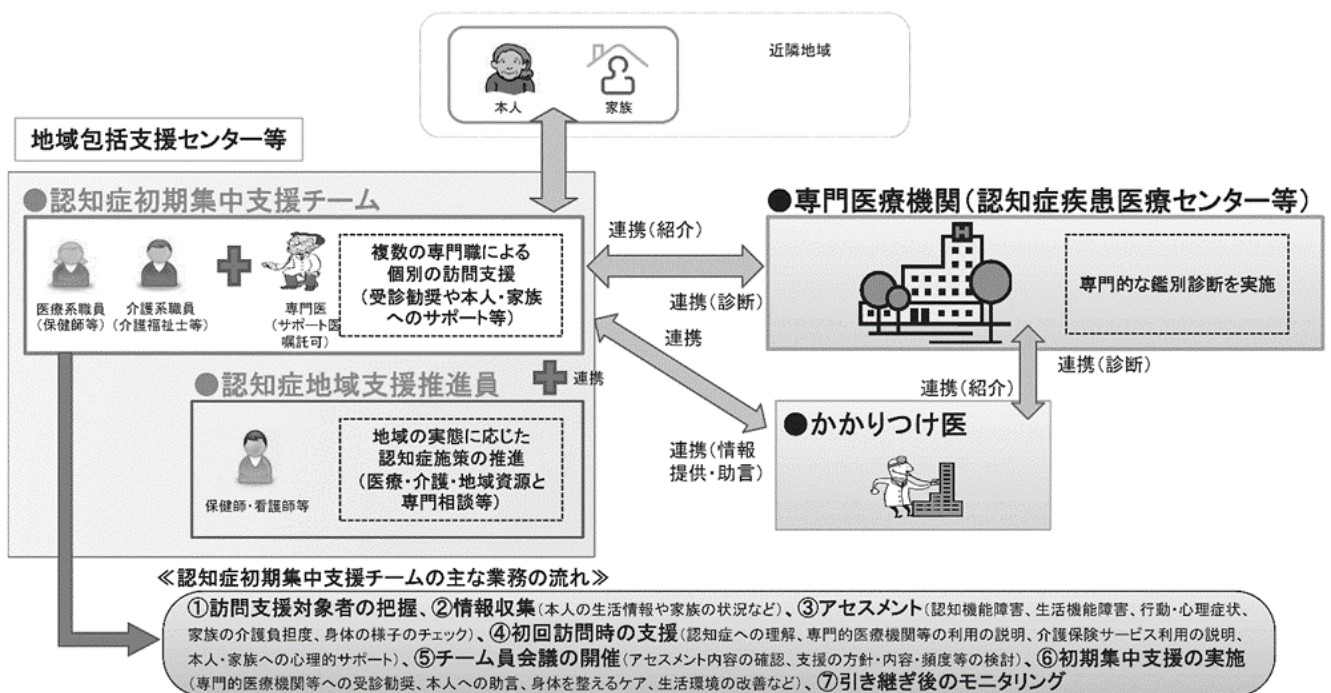 近隣地域
本人
家族
地域包括支援センター等
●認知症初期集中支援チーム
医療系職員
(保健師等)
介護系職員
(介護福祉士等)
専門医
(サポート医
嘱託可)
複数の専門職による
個別の訪問支援
(受診勧奨や本人・家族
へのサポート等)
●認知症地域支援推進員
連携
保健師・看護師等
地域の実態に応じた
認知症施策の推進
(医療・介護・地域資源と
専門相談等)
連携(紹介)
連携(診断)
連携
連携(情報
提供・助言)
●専門医療機関(認知症疾患医療センター等)
専門的な鑑別診断を実施
連携(紹介)
連携(診断)
●かかりつけ医
≪認知症初期集中支援チームの主な業務の流れ≫
①訪問支援対象者の把握、②情報収集(本人の生活情報や家族の状況など)、③アセスメント(認知機能障害、生活機能障害、行動・心理症状、
家族の介護負担度、身体の様子のチェック)、④初回訪問時の支援(認知症への理解、専門的医療機関等の利用の説明、介護保険サービス利用の説明、
本人・家族への心理的サポート)、⑤チーム員会議の開催(アセスメント内容の確認、支援の方針・内容・頻度等の検討)、⑥初期集中支援の実施
(専門的医療機関等への受診勧奨、本人への助言、身体を整えるケア、生活環境の改善など)、⑦引き継ぎ後のモニタリング